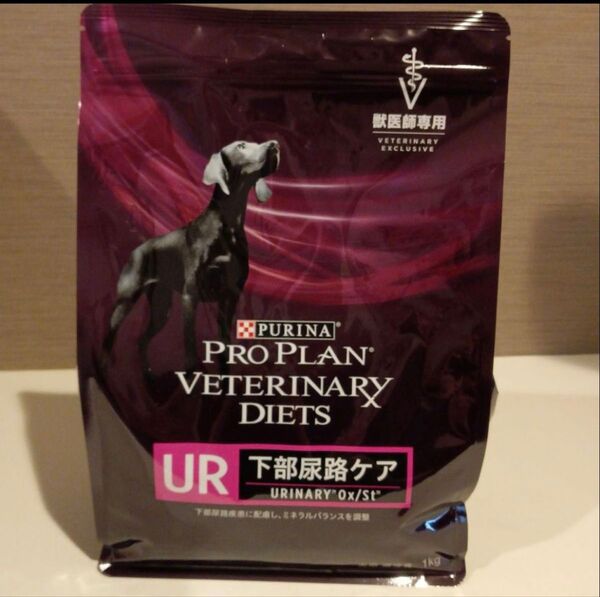 獣医師専用
VETERINARY
EXCLUSIVE
PURINA®
PRO PLAN®
VETERINARY
DIETS
UR
下部尿路ケア
URINARY™ Ox/St™
下部尿路疾患に配慮し、ミネラルバランスを調整
1kg